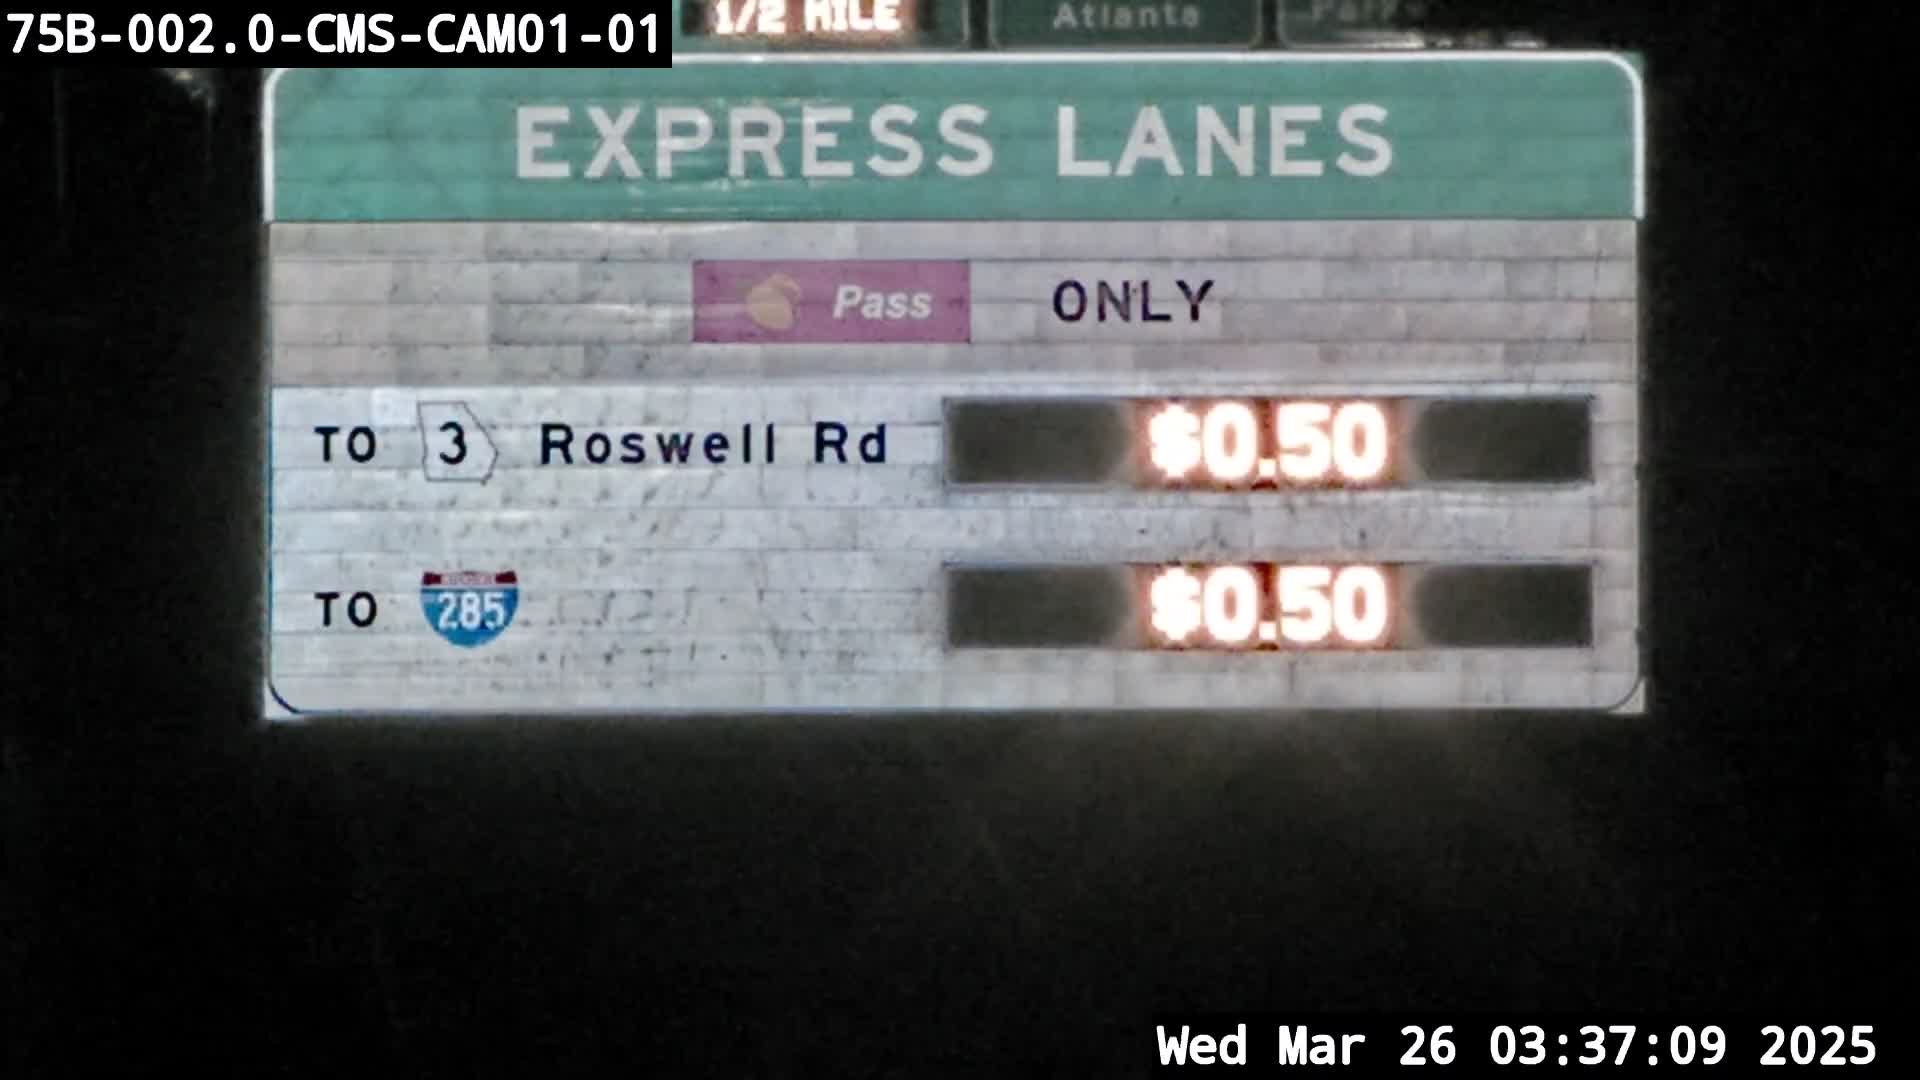 75B-002.0-CMS-CAM01-01
1/2 MILE
Atlanta
EXPRESS LANES
Pass ONLY
TO 3 Roswell Rd $0.50
TO 285 $0.50
Wed Mar 26 03:37:09 2025